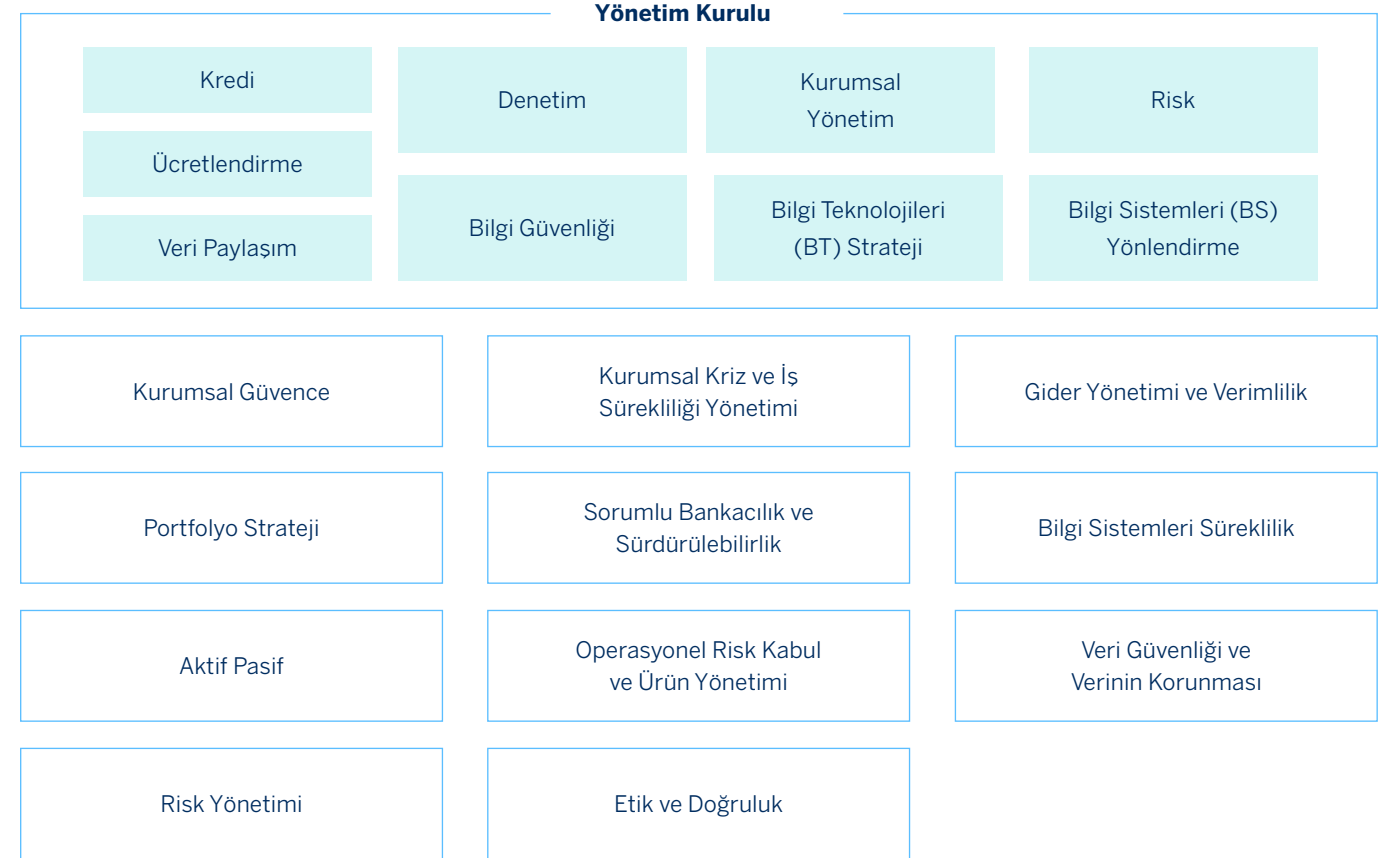 Yönetim Kurulu
Kredi
Ücretlendirme
Veri Paylaşım
Denetim
Kurumsal
Yönetim
Risk
Bilgi Güvenliği
Bilgi Teknolojileri
(BT) Strateji
Bilgi Sistemleri (BS)
Yönlendirme
Kurumsal Güvence
Kurumsal Kriz ve İş
Sürekliliği Yönetimi
Gider Yönetimi ve Verimlilik
Portfolyo Strateji
Sorumlu Bankacılık ve
Sürdürülebilirlik
Bilgi Sistemleri Süreklilik
Aktif Pasif
Operasyonel Risk Kabul
ve Ürün Yönetimi
Veri Güvenliği ve
Verinin Korunması
Risk Yönetimi
Etik ve Doğruluk